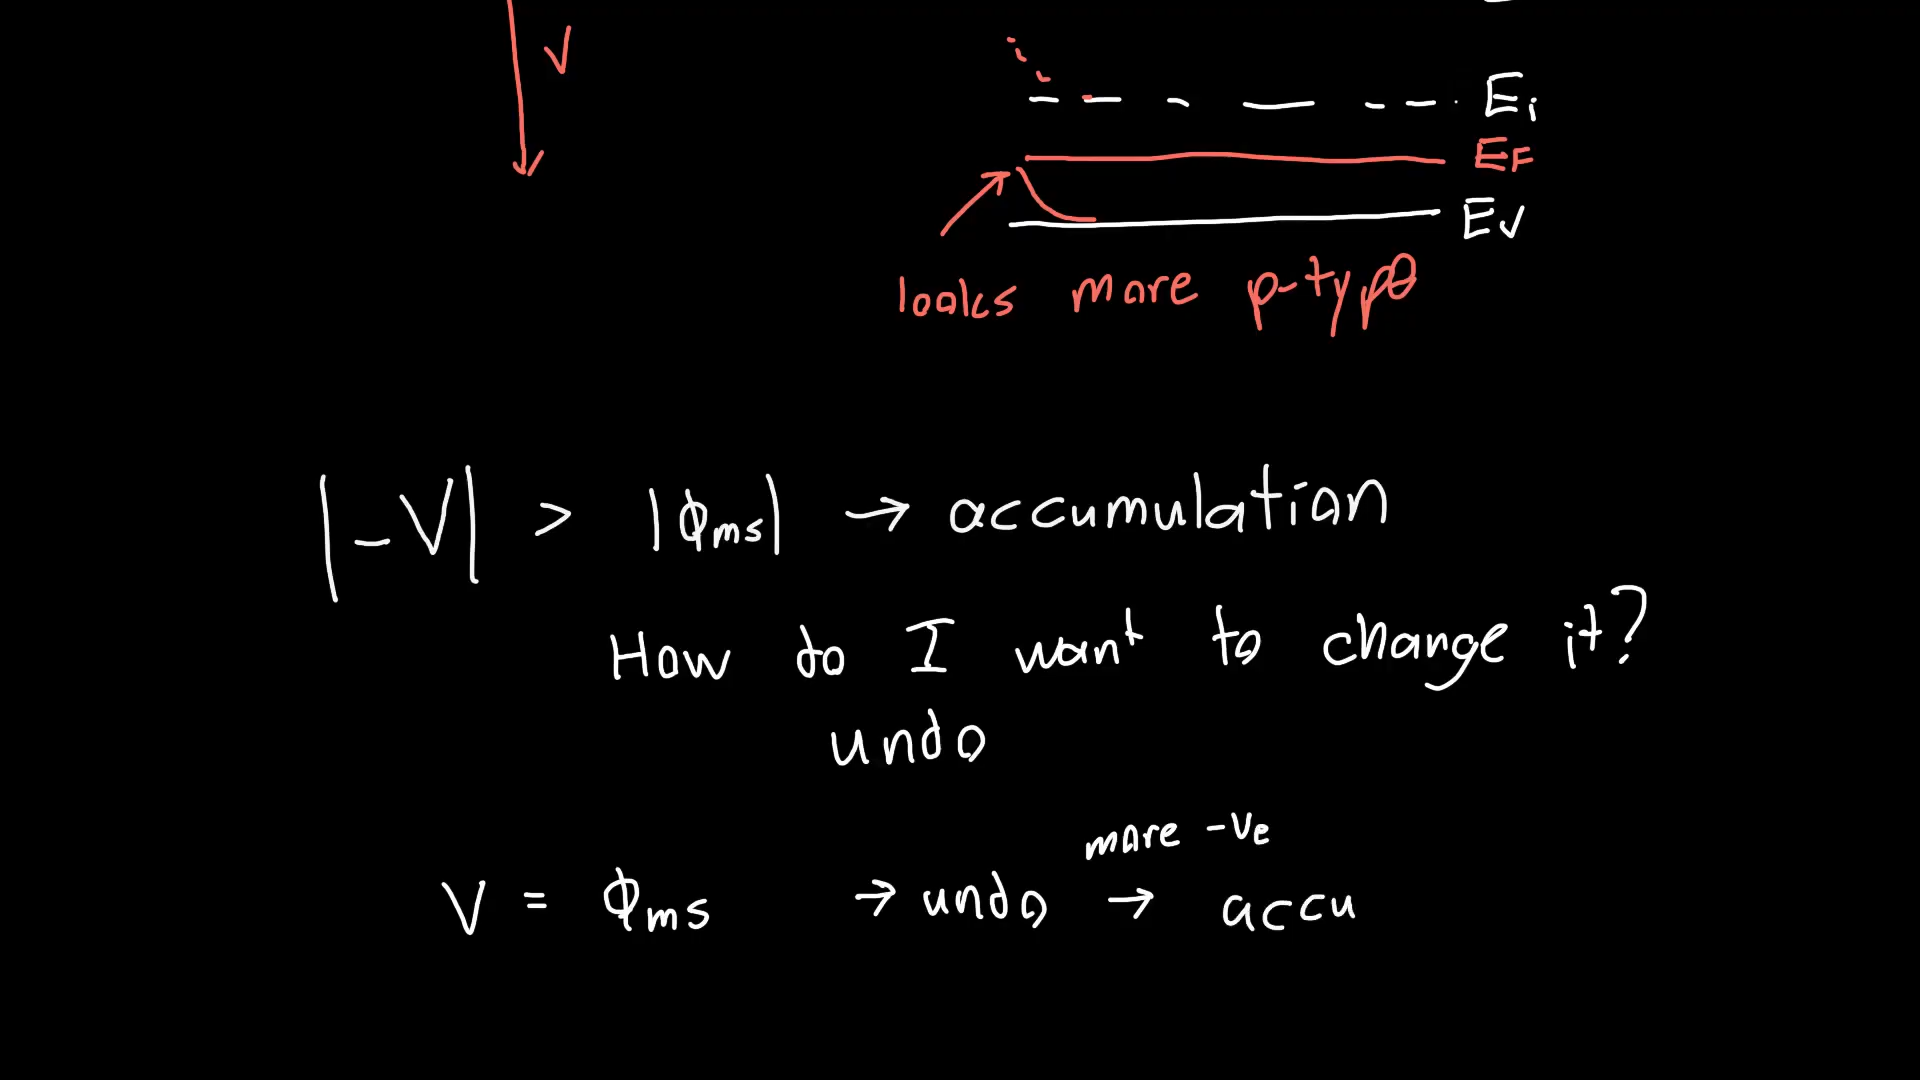 V
Ei
EF
Ev
looks more p-type
|-V| > |ϕms| → accumulation
How do I want to change it?
undo
more -ve
V = ϕms → undo → accu